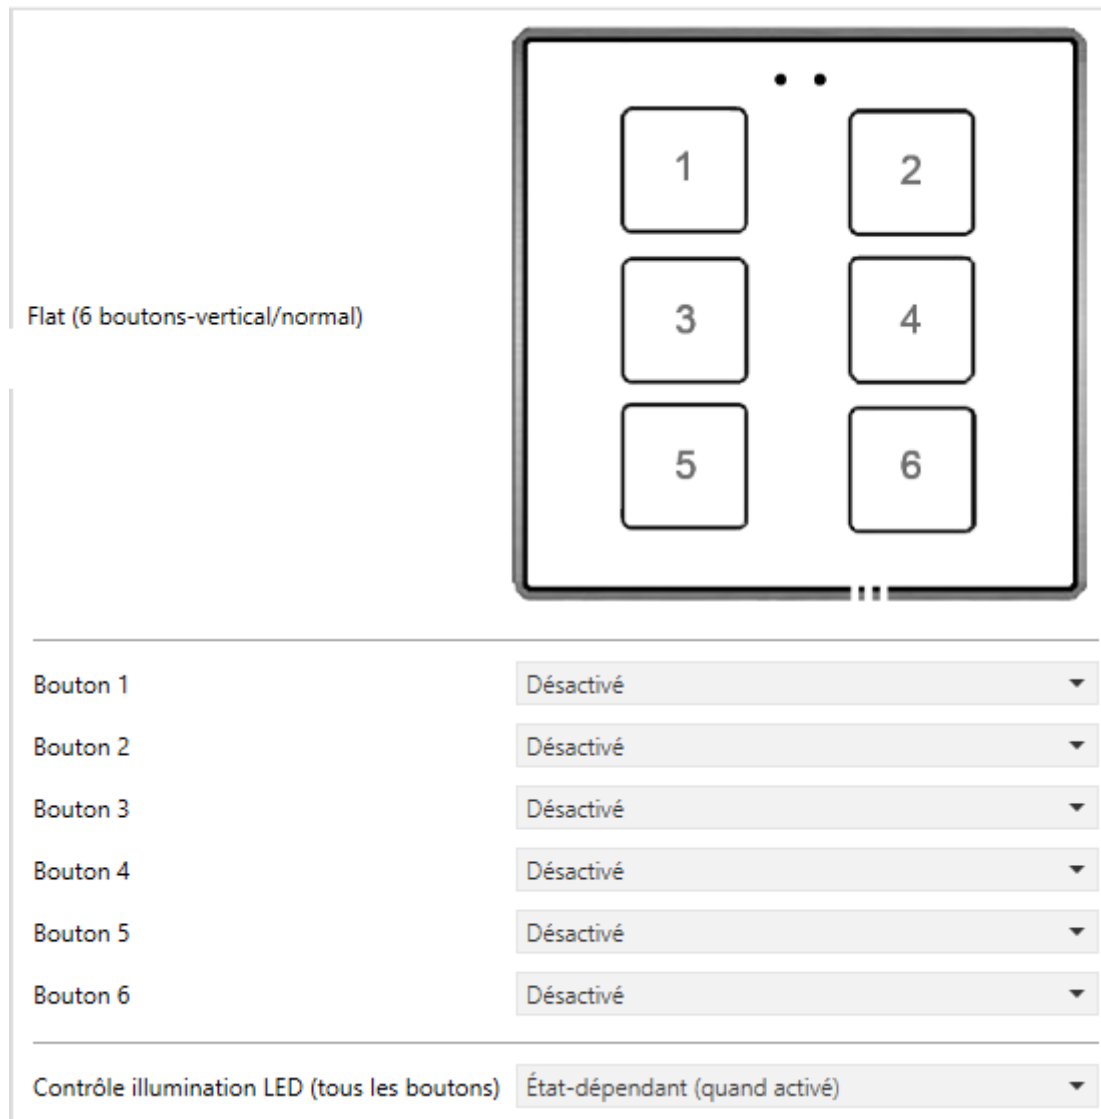 1 2
3 4
Flat (6 boutons-vertical/normal)
5 6
Bouton 1 Désactivé
Bouton 2 Désactivé
Bouton 3 Désactivé
Bouton 4 Désactivé
Bouton 5 Désactivé
Bouton 6 Désactivé
Contrôle illumination LED (tous les boutons) État-dépendant (quand activé)